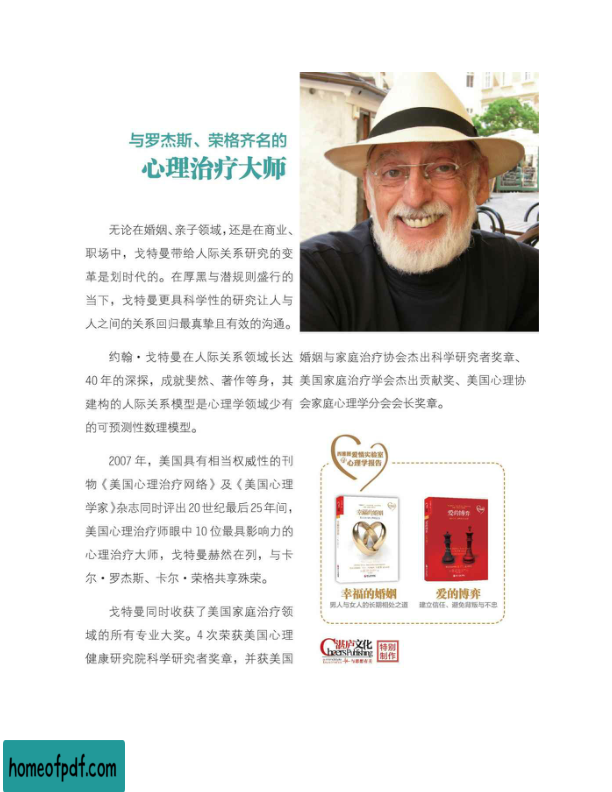 与罗杰斯、荣格齐名的
心理治疗大师
无论在婚姻、亲子领域,还是在商业、
职场中,戈特曼带给人际关系研究的变
革是划时代的。在厚黑与潜规则盛行的
当下,戈特曼更具科学性的研究让人与
人之间的关系回归最真挚且有效的沟通。
约翰·戈特曼在人际关系领域长达
40 年的深探,成就斐然、著作等身,其
建构的人际关系模型是心理学领域少有
的可预测性数理模型。
2007 年,美国具有相当权威性的刊
物《美国心理治疗网络》及《美国心理
学家》杂志同时评出 20 世纪最后 25 年间,
美国心理治疗师眼中 10 位最具影响力的
心理治疗大师,戈特曼赫然在列,与卡
尔·罗杰斯、卡尔·荣格共享殊荣。
戈特曼同时收获了美国家庭治疗领
域的所有专业大奖。4 次荣获美国心理
健康研究院科学研究者奖章,并获美国
婚姻与家庭治疗协会杰出科学研究者奖章、
美国家庭治疗学会杰出贡献奖、美国心理协
会家庭心理学分会会长奖章。
爱情实验室
心理学报告
幸福的婚姻
爱的博弈
幸福的婚姻
男人与女人的长期相处之道
爱的博弈
建立信任、避免背叛与不忠
湛庐文化
Cheers Publishing
特别
制作
homeofpdf.com